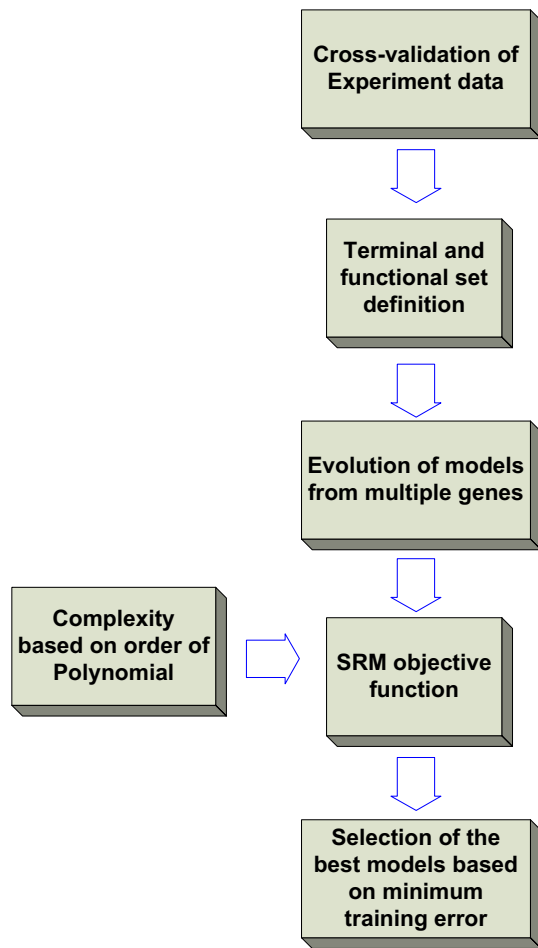 Cross-validation of
Experiment data
Terminal and
functional set
definition
Evolution of models
from multiple genes
Complexity
based on order of
Polynomial
SRM objective
function
Selection of the
best models based
on minimum
training error